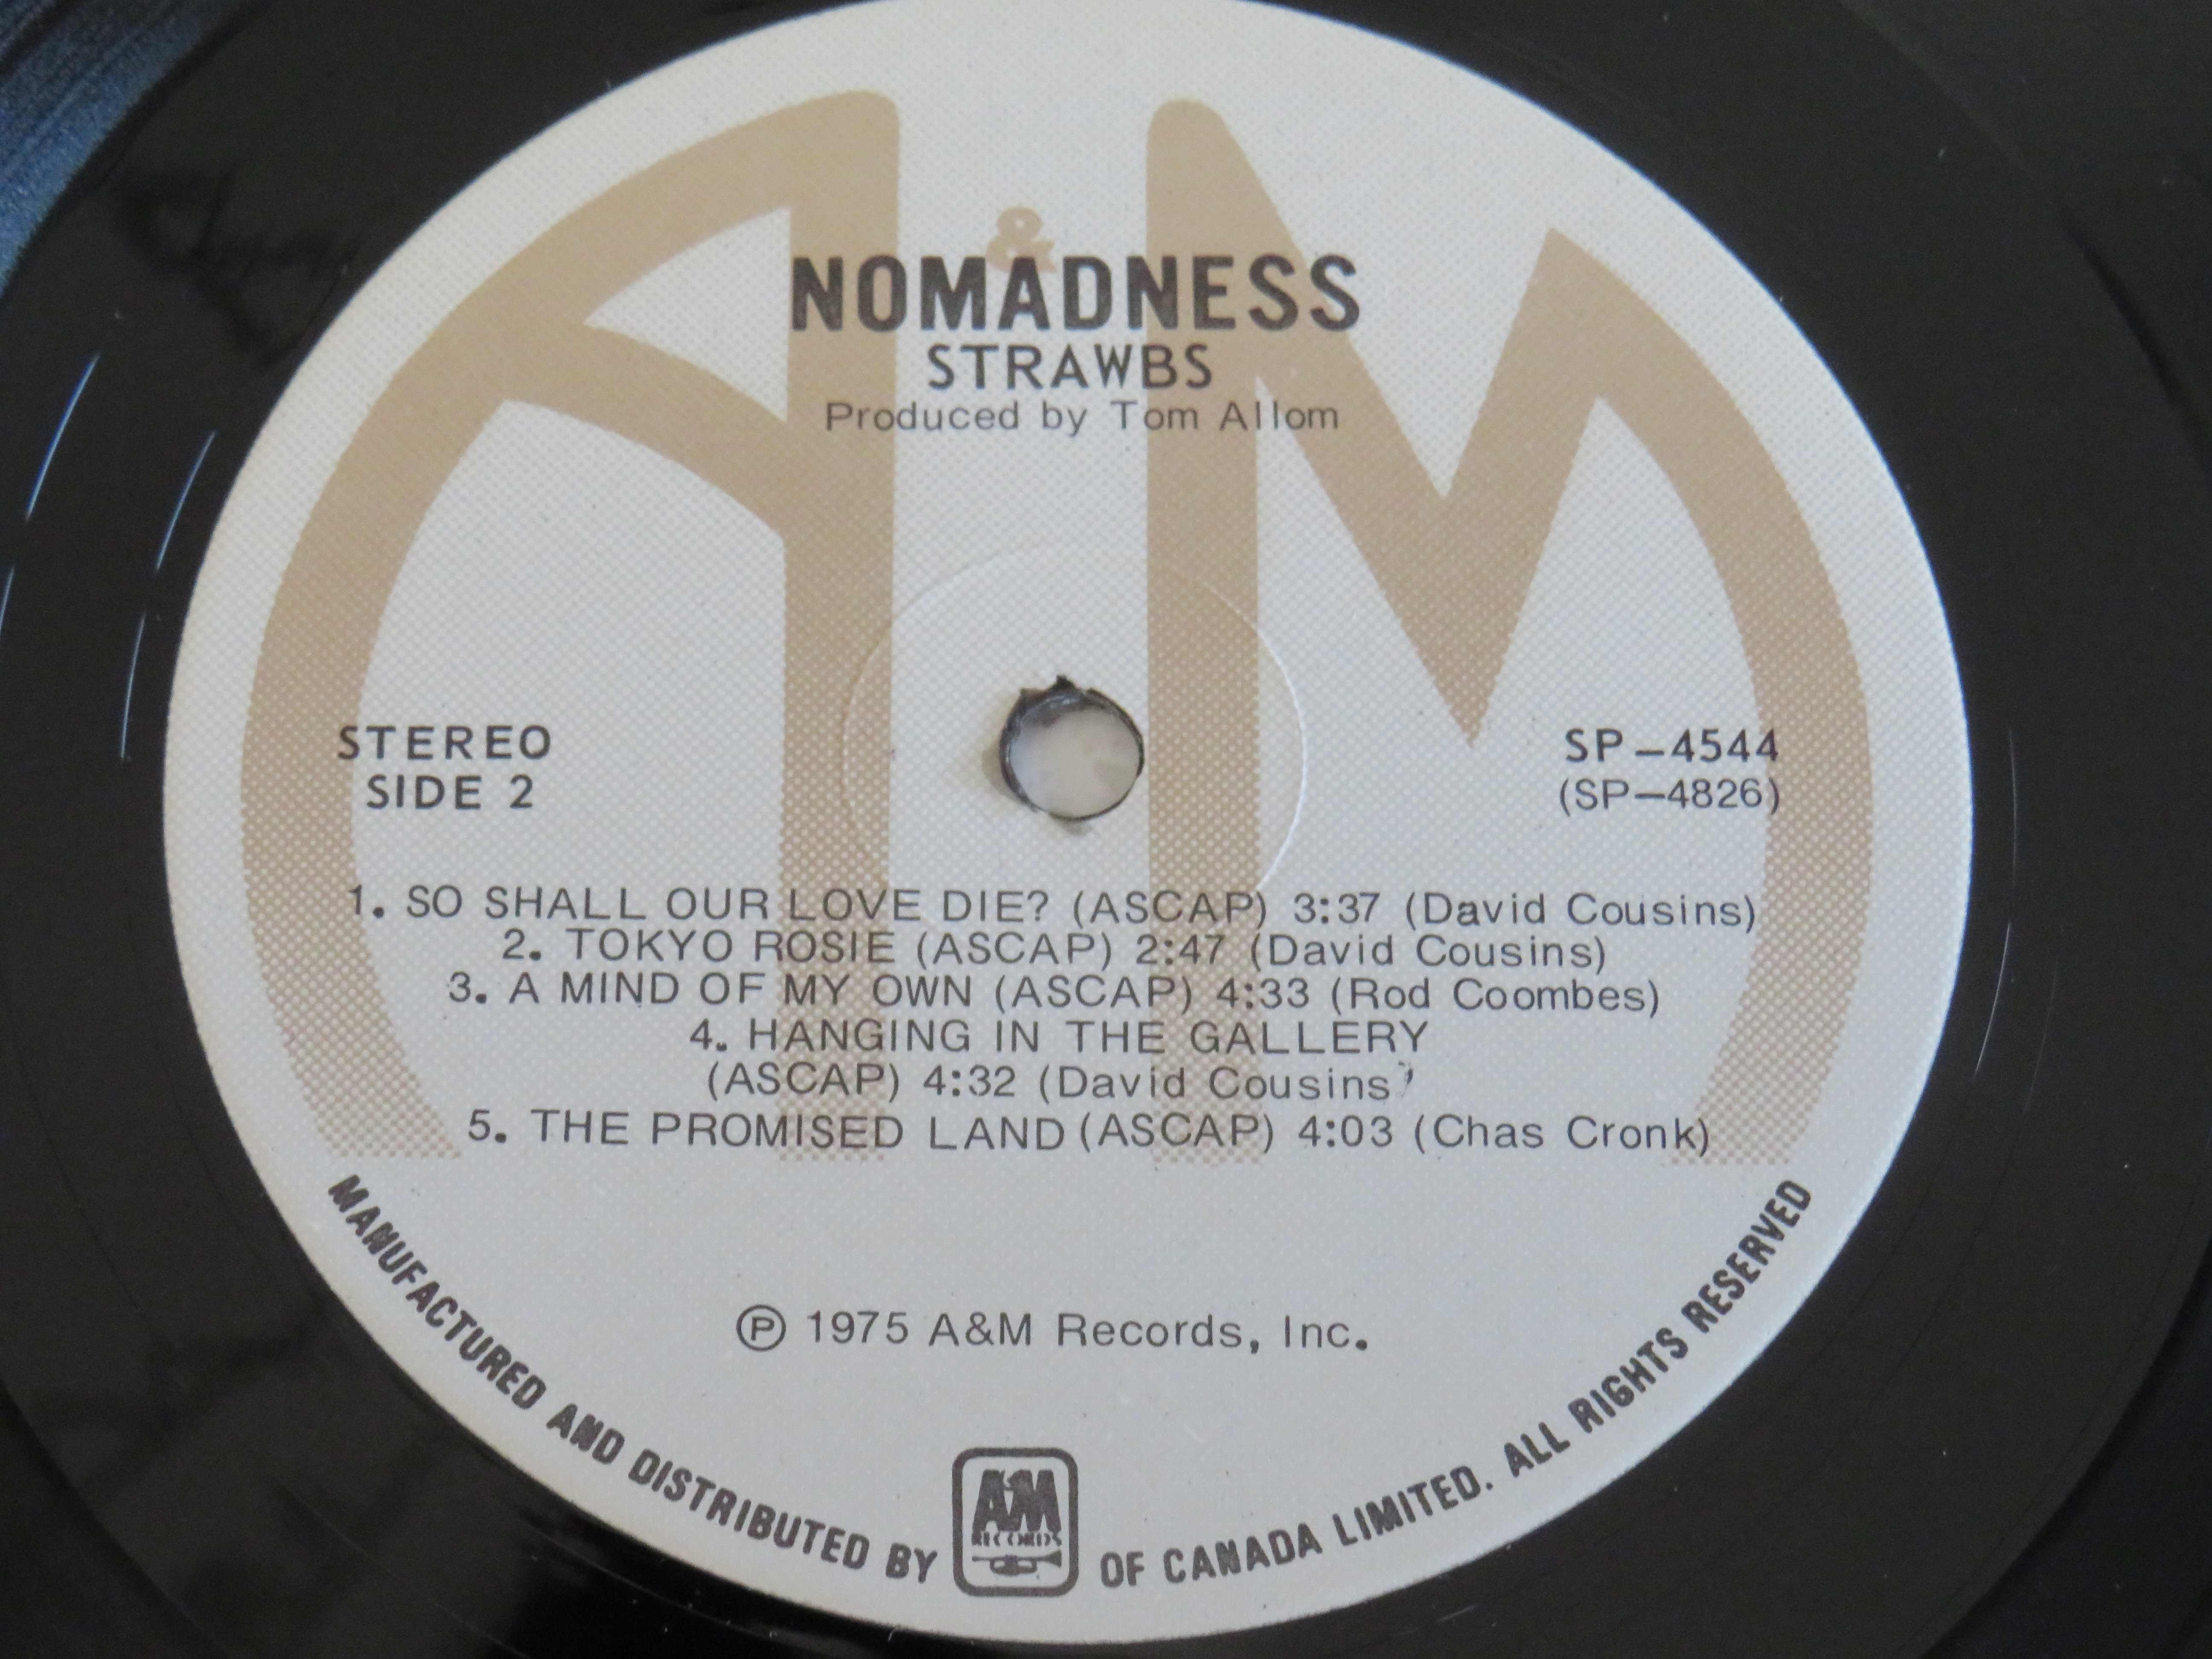 A & M
NOMADNESS
STRAWBS
Produced by Tom Allom
STEREO
SIDE 2
SP-4544
(SP-4826)
1. SO SHALL OUR LOVE DIE? (ASCAP) 3:37 (David Cousins)
2. TOKYO ROSIE (ASCAP) 2:47 (David Cousins)
3. A MIND OF MY OWN (ASCAP) 4:33 (Rod Coombes)
4. HANGING IN THE GALLERY
(ASCAP) 4:32 (David Cousins)
5. THE PROMISED LAND (ASCAP) 4:03 (Chas Cronk)
Ⓟ 1975 A&M Records, Inc.
MANUFACTURED AND DISTRIBUTED BY A&M RECORDS OF CANADA LIMITED. ALL RIGHTS RESERVED